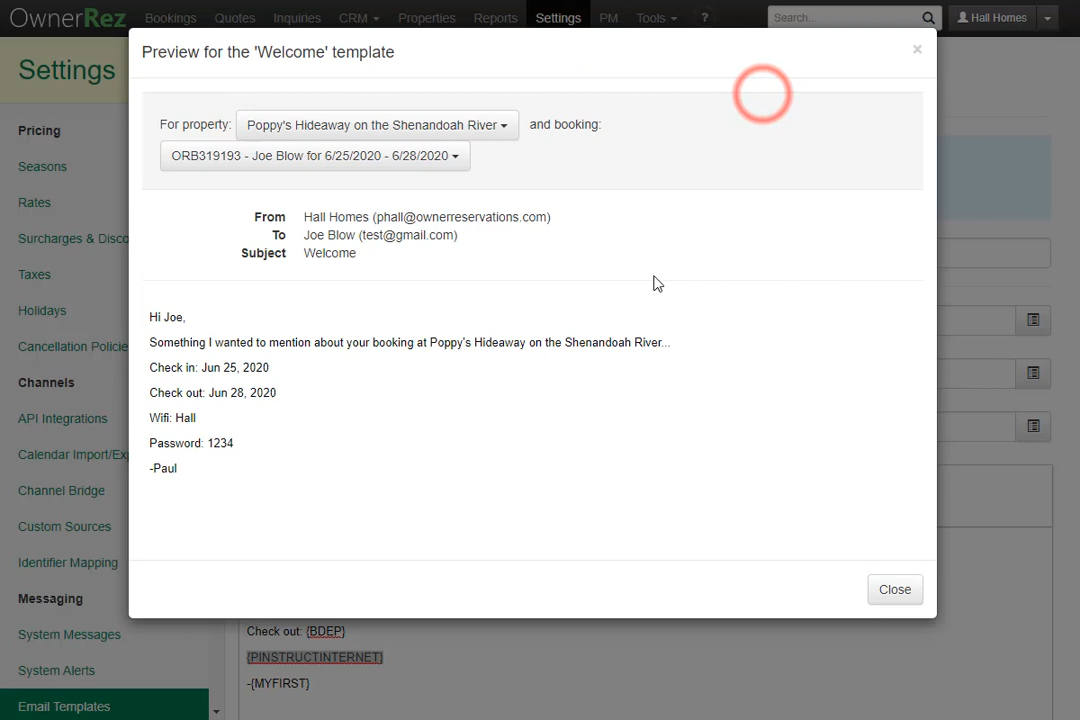 OwnerRez Bookings Quotes Inquiries CRM Properties Reports Settings PM Tools ? Search... Hall Homes
Settings
Pricing
Seasons
Rates
Surcharges & Disco
Taxes
Holidays
Cancellation Policie
Channels
API Integrations
Calendar Import/Exp
Channel Bridge
Custom Sources
Identifier Mapping
Messaging
System Messages
System Alerts
Email Templates
Preview for the 'Welcome' template ×
For property: Poppy's Hideaway on the Shenandoah River and booking:
ORB319193 - Joe Blow for 6/25/2020 - 6/28/2020
From Hall Homes (phall@ownerreservations.com)
To Joe Blow (test@gmail.com)
Subject Welcome
Hi Joe,
Something I wanted to mention about your booking at Poppy's Hideaway on the Shenandoah River...
Check in: Jun 25, 2020
Check out: Jun 28, 2020
Wifi: Hall
Password: 1234
-Paul
Close
Check out: {BDEP}
{PINSTRUCTINTERNET}
-{MYFIRST}